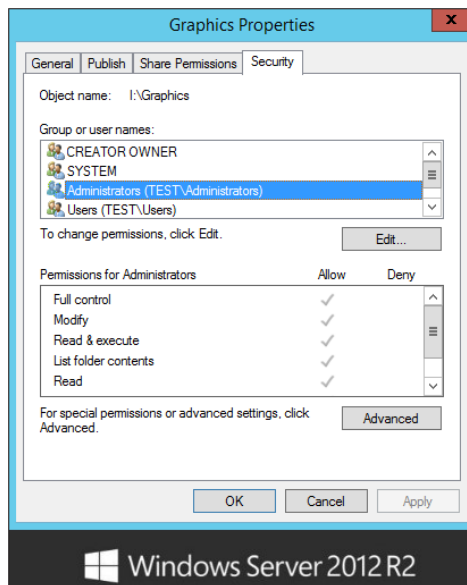 Graphics Properties
x
General Publish Share Permissions Security
Object name: I:\Graphics
Group or user names:
CREATOR OWNER
SYSTEM
Administrators (TEST\Administrators)
Users (TEST\Users)
To change permissions, click Edit.
Edit...
Permissions for Administrators Allow Deny
Full control
Modify
Read & execute
List folder contents
Read
For special permissions or advanced settings, click
Advanced.
Advanced
OK Cancel Apply
Windows Server 2012 R2